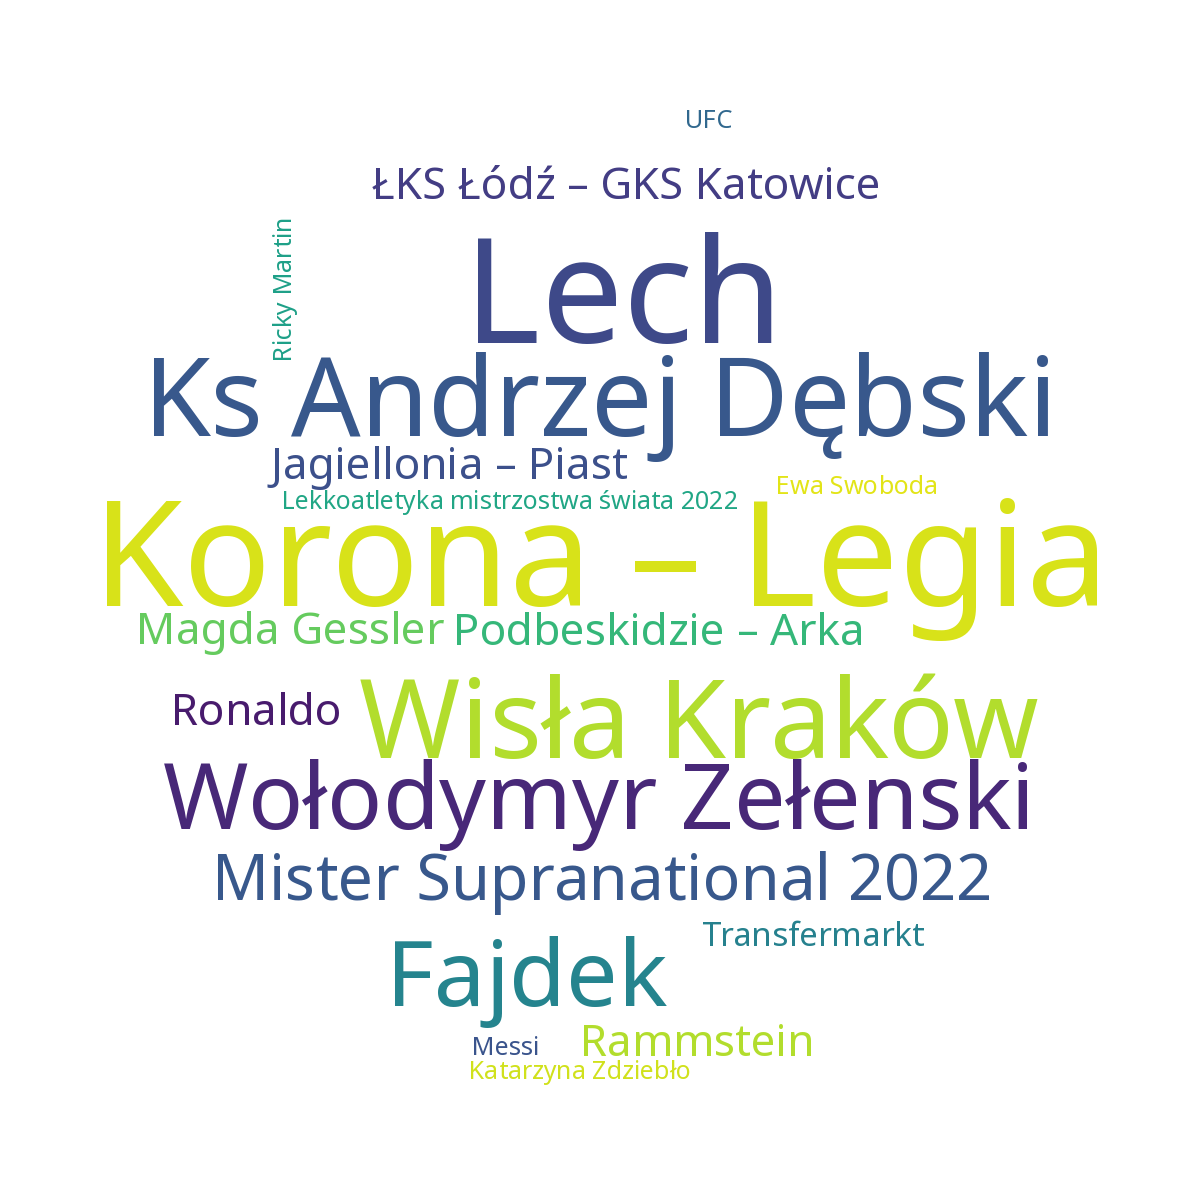 UFC
ŁKS Łódź – GKS Katowice
Ricky Martin
Lech
Ks Andrzej Dębski
Jagiellonia – Piast
Ewa Swoboda
Lekkoatletyka mistrzostwa świata 2022
Korona – Legia
Magda Gessler
Podbeskidzie – Arka
Ronaldo
Wisła Kraków
Wołodymyr Zełenski
Mister Supranational 2022
Transfermarkt
Fajdek
Rammstein
Messi
Katarzyna Zdziebło